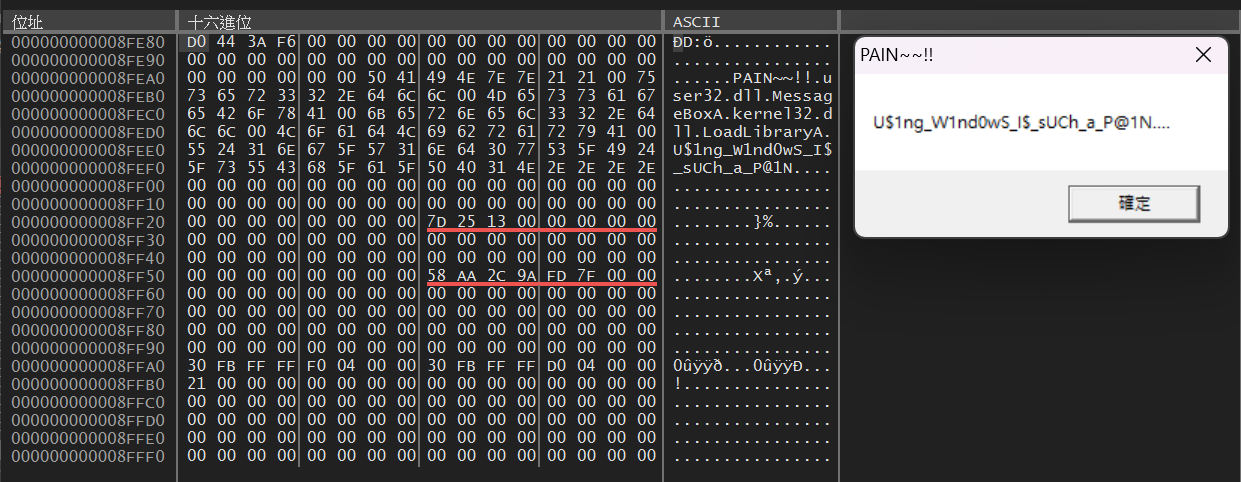 位址 十六進位 ASCII
000000000008FE80 D0 44 3A F6 00 00 00 00 00 00 00 00 00 00 00 00 ÐD:ö............
000000000008FE90 00 00 00 00 00 00 00 00 00 00 00 00 00 00 00 00 ................
000000000008FEA0 00 00 00 00 00 00 50 41 49 4E 7E 7E 21 21 00 75 ......PAIN~~!!.u
000000000008FEB0 73 65 72 33 32 2E 64 6C 6C 00 4D 65 73 73 61 67 ser32.dll.Messag
000000000008FEC0 65 42 6F 78 41 00 6B 65 72 6E 65 6C 33 32 2E 64 eBoxA.kernel32.d
000000000008FED0 6C 6C 00 4C 6F 61 64 4C 69 62 72 61 72 79 41 00 ll.LoadLibraryA.
000000000008FEE0 55 24 31 6E 67 5F 57 31 6E 64 30 77 53 5F 49 24 U$1ng_W1nd0wS_I$
000000000008FEF0 5F 73 55 43 68 5F 61 5F 50 40 31 4E 2E 2E 2E 2E _sUCh_a_P@1N....
000000000008FF00 00 00 00 00 00 00 00 00 00 00 00 00 00 00 00 00 ................
000000000008FF10 00 00 00 00 00 00 00 00 00 00 00 00 00 00 00 00 ................
000000000008FF20 00 00 00 00 00 00 00 00 7D 25 13 00 00 00 00 00 ........}%......
000000000008FF30 00 00 00 00 00 00 00 00 00 00 00 00 00 00 00 00 ................
000000000008FF40 00 00 00 00 00 00 00 00 00 00 00 00 00 00 00 00 ................
000000000008FF50 00 00 00 00 00 00 00 00 58 AA 2C 9A FD 7F 00 00 ........Xª,.ý...
000000000008FF60 00 00 00 00 00 00 00 00 00 00 00 00 00 00 00 00 ................
000000000008FF70 00 00 00 00 00 00 00 00 00 00 00 00 00 00 00 00 ................
000000000008FF80 00 00 00 00 00 00 00 00 00 00 00 00 00 00 00 00 ................
000000000008FF90 00 00 00 00 00 00 00 00 00 00 00 00 00 00 00 00 ................
000000000008FFA0 30 FB FF FF F0 04 00 00 30 FB FF FF D0 04 00 00 0ûÿÿð...0ûÿÿÐ...
000000000008FFB0 21 00 00 00 00 00 00 00 00 00 00 00 00 00 00 00 !...............
000000000008FFC0 00 00 00 00 00 00 00 00 00 00 00 00 00 00 00 00 ................
000000000008FFD0 00 00 00 00 00 00 00 00 00 00 00 00 00 00 00 00 ................
000000000008FFE0 00 00 00 00 00 00 00 00 00 00 00 00 00 00 00 00 ................
000000000008FFF0 00 00 00 00 00 00 00 00 00 00 00 00 00 00 00 00 ................
PAIN~~!!
U$1ng_W1nd0wS_I$_sUCh_a_P@1N....
確定